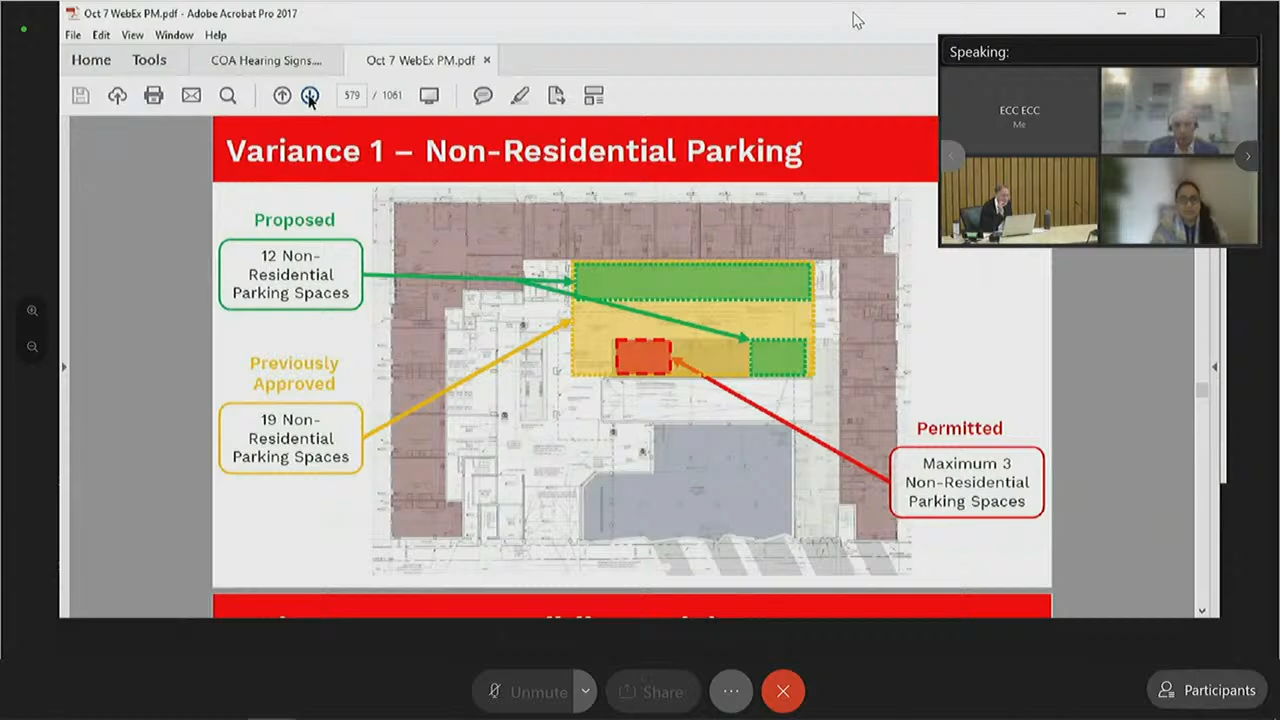 Oct 7 WebEx PM.pdf - Adobe Acrobat Pro 2017
File Edit View Window Help
Home Tools COA Hearing Signs.... Oct 7 WebEx PM.pdf ×
579 / 1061
Speaking:
ECC ECC
Me
Variance 1 – Non-Residential Parking
Proposed
12 Non-
Residential
Parking Spaces
Previously
Approved
19 Non-
Residential
Parking Spaces
Permitted
Maximum 3
Non-Residential
Parking Spaces
Unmute Share ... Participants